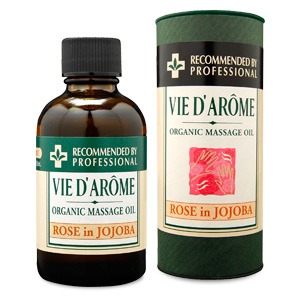 RECOMMENDED BY
PROFESSIONAL
VIE D'ARÔME
ORGANIC MASSAGE OIL
ROSE in JOJOBA
RECOMMENDED BY
PROFESSIONAL
VIE D'ARÔME
ORGANIC MASSAGE OIL
ROSE in JOJOBA